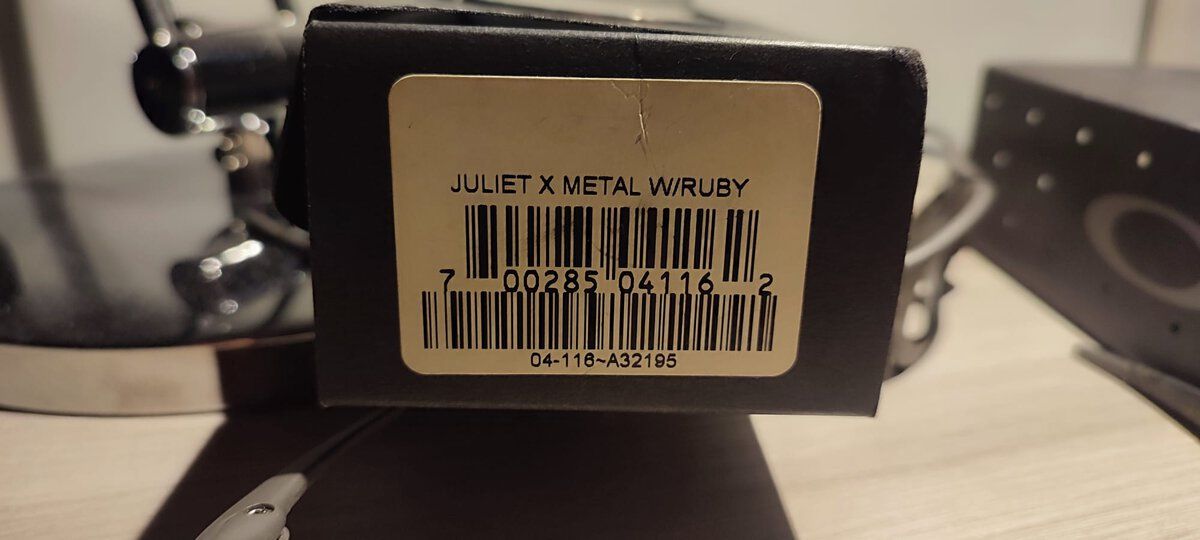 JULIET X METAL W/RUBY
7 00285 04116 2
04-116~A32195